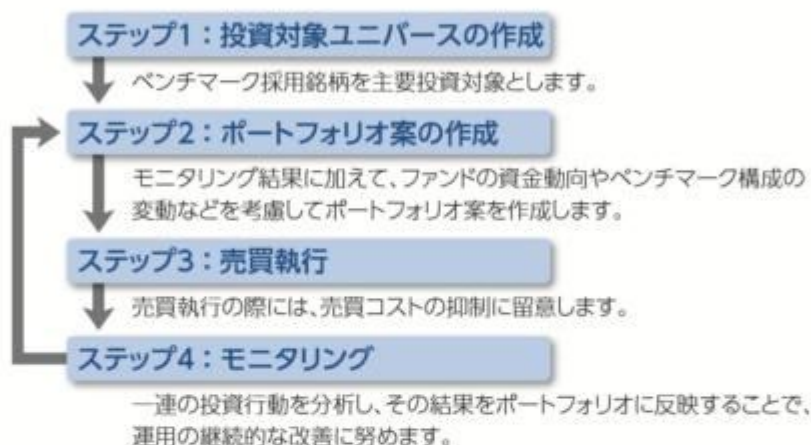 ステップ1：投資対象ユニバースの作成
ベンチマーク採用銘柄を主要投資対象とします。
ステップ2：ポートフォリオ案の作成
モニタリング結果に加えて、ファンドの資金動向やベンチマーク構成の
変動などを考慮してポートフォリオ案を作成します。
ステップ3：売買執行
売買執行の際には、売買コストの抑制に留意します。
ステップ4：モニタリング
一連の投資行動を分析し、その結果をポートフォリオに反映することで、
運用の継続的な改善に努めます。